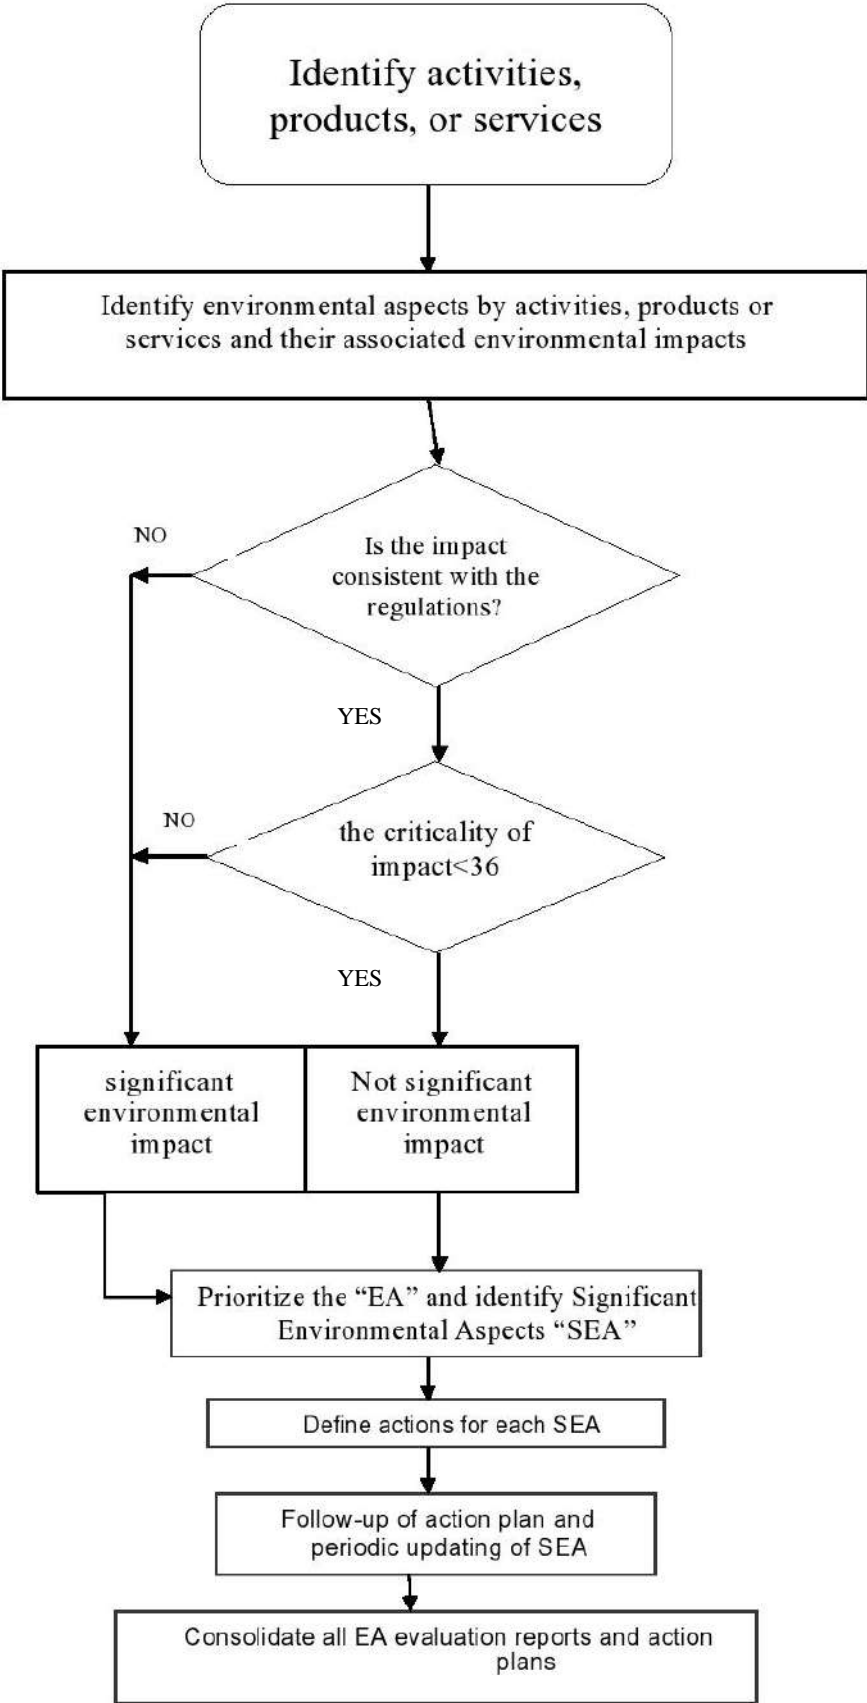 Identify activities,
products, or services
Identify environmental aspects by activities, products or
services and their associated environmental impacts
NO
Is the impact
consistent with the
regulations?
YES
NO
the criticality of
impact<36
YES
significant
environmental
impact
Not significant
environmental
impact
Prioritize the “EA” and identify Significant
Environmental Aspects “SEA”
Define actions for each SEA
Follow-up of action plan and
periodic updating of SEA
Consolidate all EA evaluation reports and action
plans